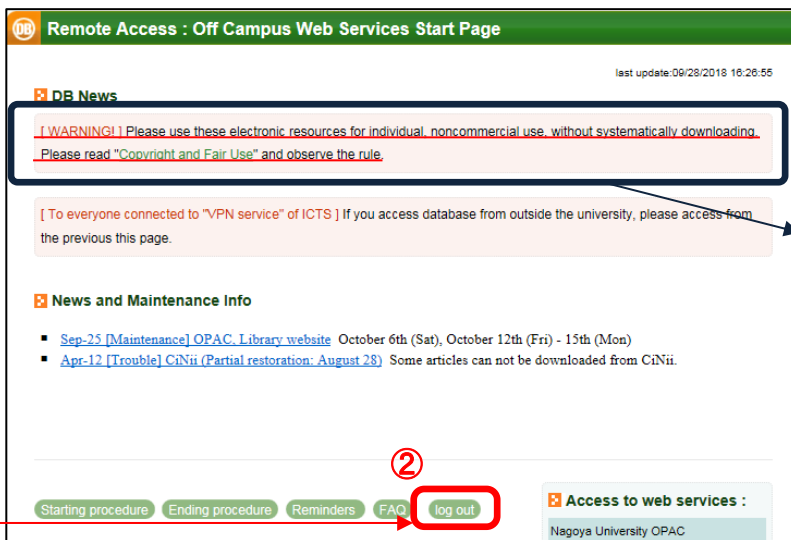 DB Remote Access : Off Campus Web Services Start Page
last update:09/28/2018 16:26:55
DB News
[ WARNING! ] Please use these electronic resources for individual, noncommercial use, without systematically downloading.
Please read "Copyright and Fair Use" and observe the rule.
[ To everyone connected to "VPN service" of ICTS ] If you access database from outside the university, please access from
the previous this page.
News and Maintenance Info
Sep-25 [Maintenance] OPAC, Library website October 6th (Sat), October 12th (Fri) - 15th (Mon)
Apr-12 [Trouble] CiNii (Partial restoration: August 28) Some articles can not be downloaded from CiNii.
②
Starting procedure Ending procedure Reminders FAQ log out
Access to web services :
Nagoya University OPAC